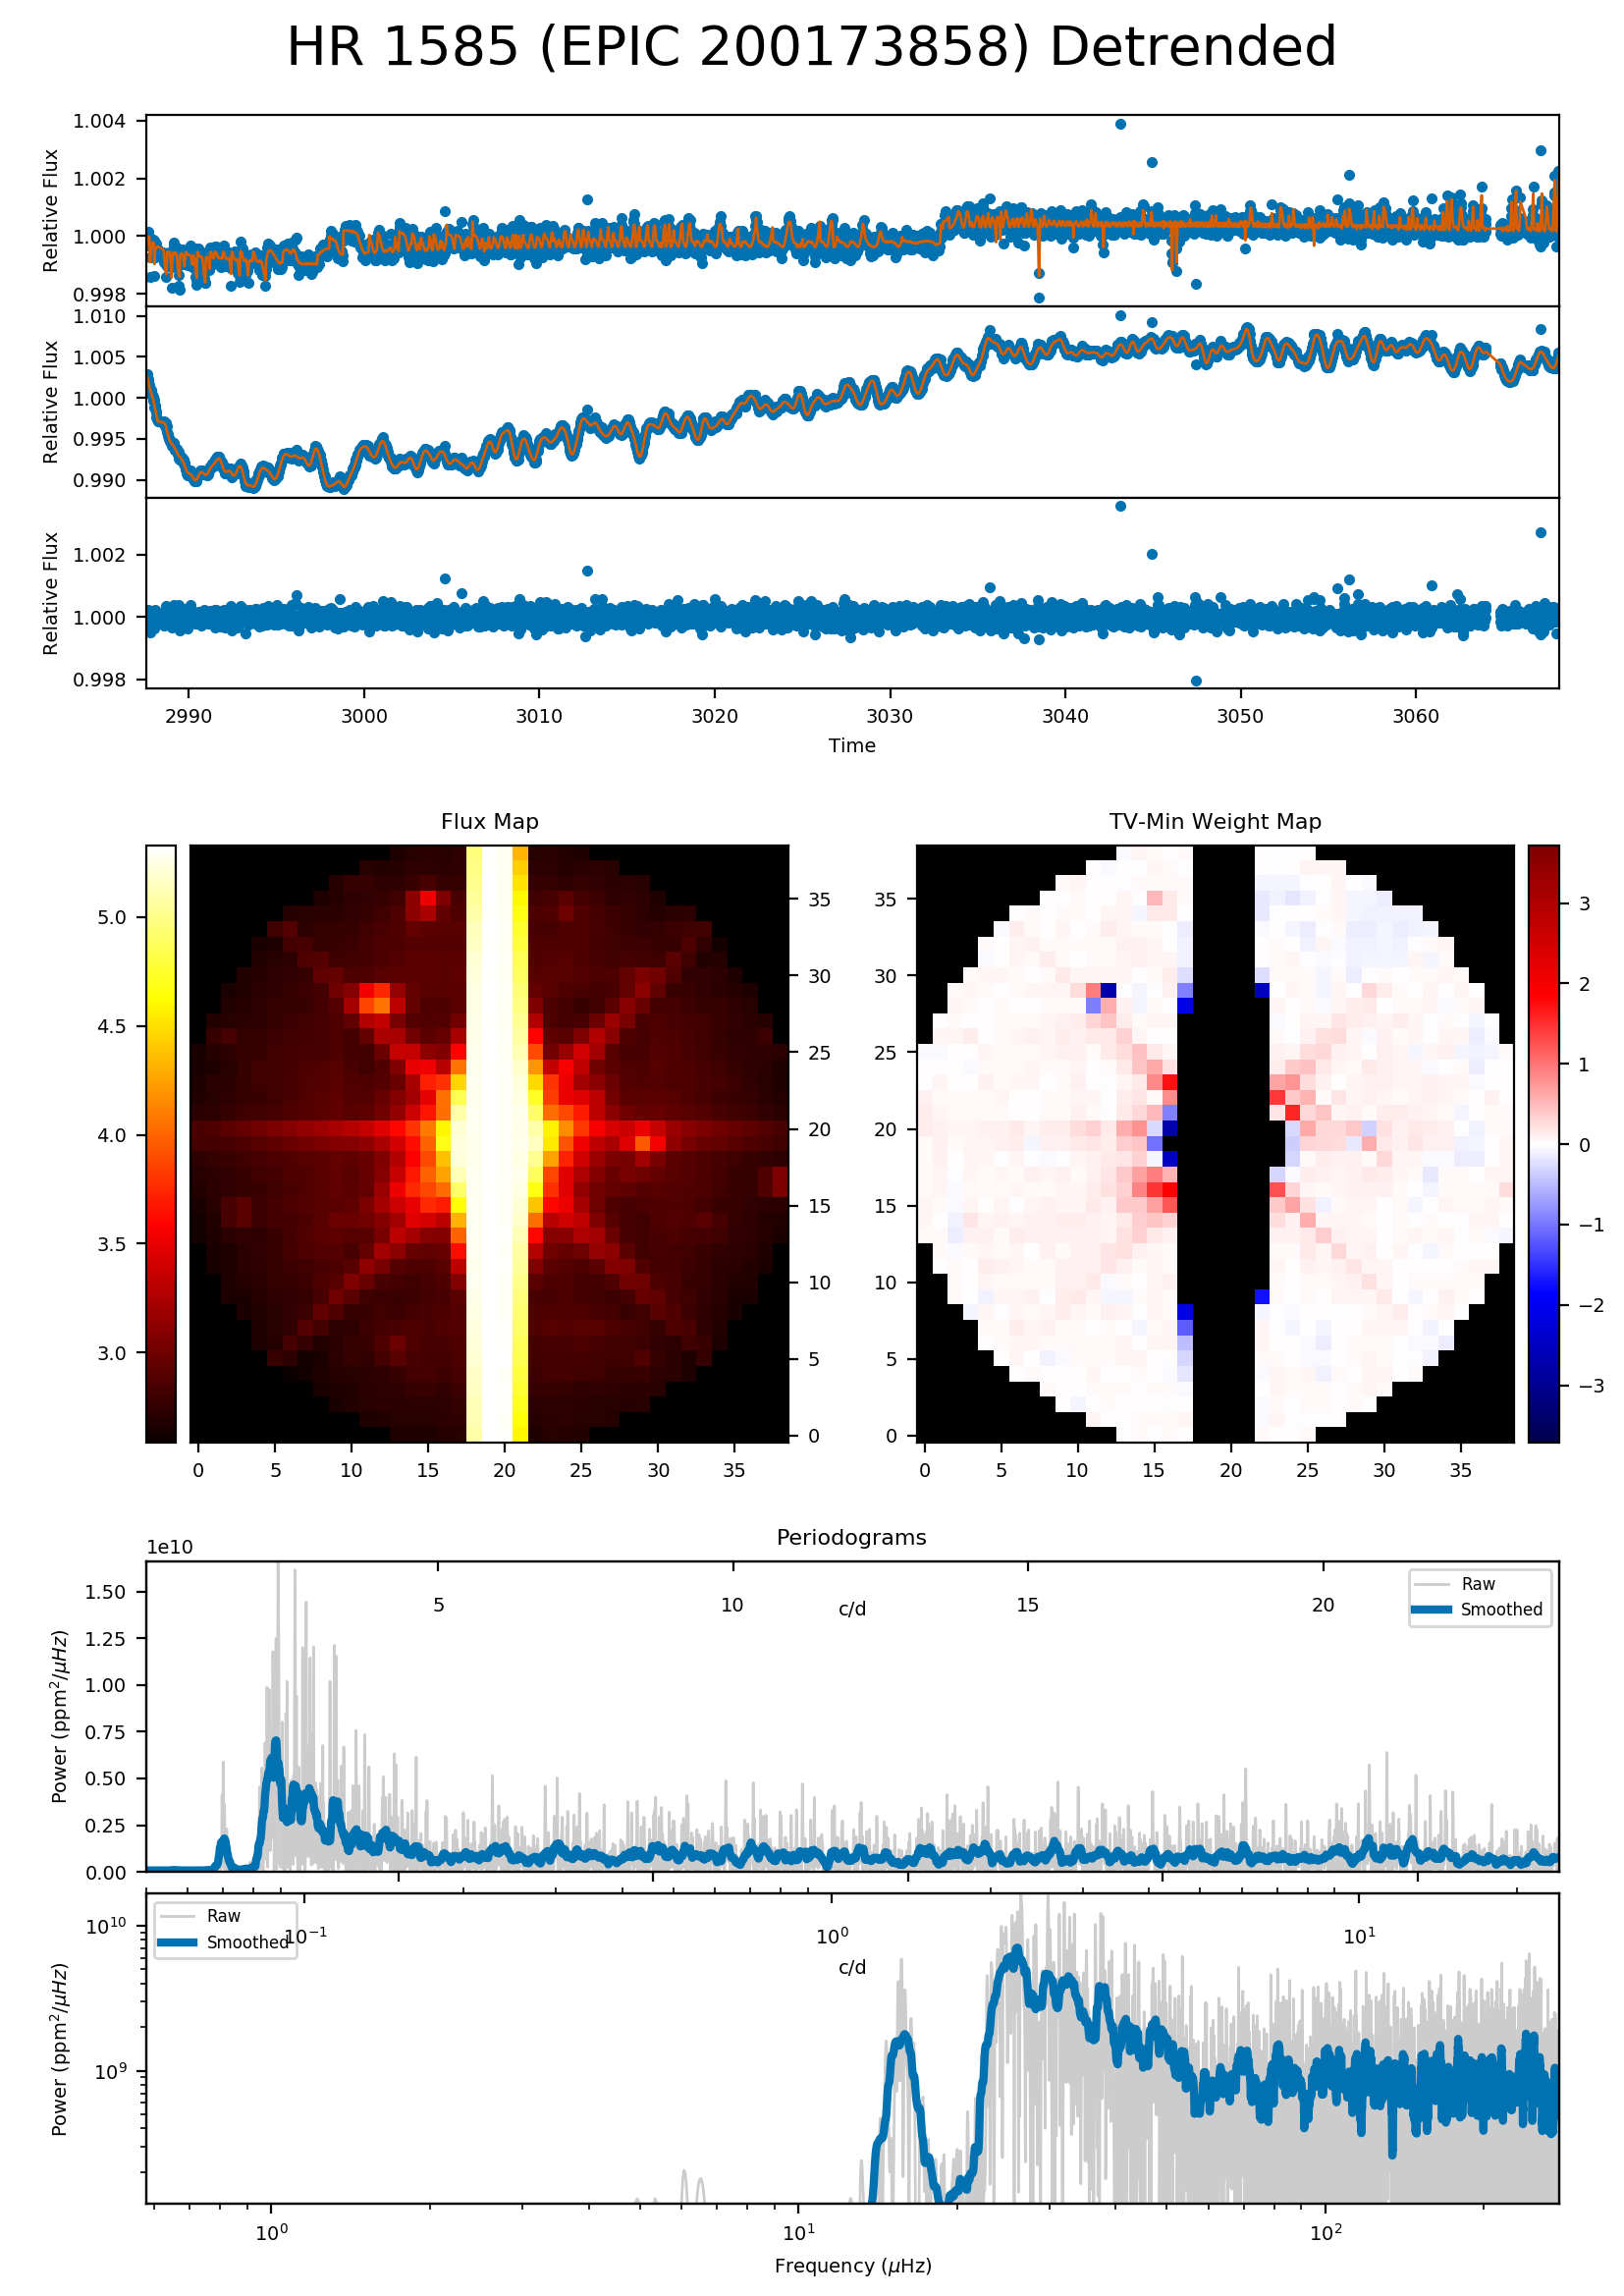 HR 1585 (EPIC 200173858) Detrended
1.004
1.002
1.000
0.998
Relative Flux
1.010
1.005
1.000
0.995
0.990
Relative Flux
1.002
1.000
0.998
Relative Flux
2990 3000 3010 3020 3030 3040 3050 3060
Time
Flux Map
TV-Min Weight Map
5.0
4.5
4.0
3.5
3.0
35
30
25
20
15
10
5
0
0 5 10 15 20 25 30 35
35
30
25
20
15
10
5
0
0 5 10 15 20 25 30 35
3
2
1
0
−1
−2
−3
Periodograms
1e10
1.50
1.25
1.00
0.75
0.50
0.25
0.00
Power (ppm²/μHz)
5 10 15 20
c/d
Raw
Smoothed
10¹⁰
10⁹
Power (ppm²/μHz)
Raw
Smoothed
10⁻¹ 10⁰ 10¹
c/d
10⁰ 10¹ 10²
Frequency (μHz)